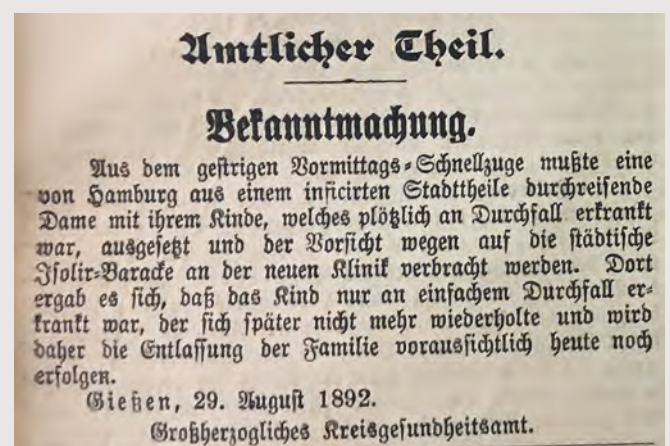 Amtlicher Theil.
Bekanntmachung.
Aus dem gestrigen Vormittags-Schnellzuge mußte eine
von Hamburg aus einem inficirten Stadttheile durchreisende
Dame mit ihrem Kinde, welches plötzlich an Durchfall erkrankt
war, ausgesetzt und der Vorsicht wegen auf die städtische
Isolir-Baracke an der neuen Klinik verbracht werden. Dort
ergab es sich, daß das Kind nur an einfachem Durchfall er-
krankt war, der sich später nicht mehr wiederholte und wird
daher die Entlassung der Familie voraussichtlich heute noch
erfolgen.
Gießen, 29. August 1892.
Großherzogliches Kreisgesundheitsamt.